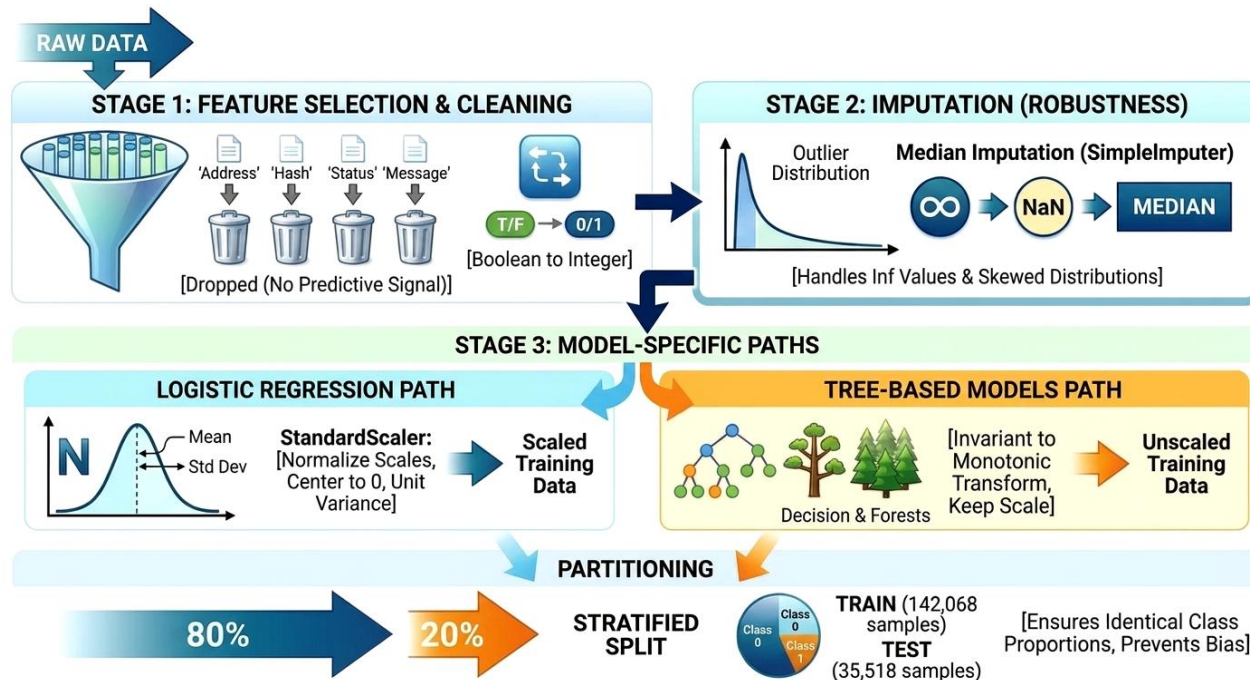 RAW DATA
STAGE 1: FEATURE SELECTION & CLEANING
'Address' 'Hash' 'Status' 'Message'
[Dropped (No Predictive Signal)]
T/F 0/1
[Boolean to Integer]
STAGE 2: IMPUTATION (ROBUSTNESS)
Outlier
Distribution
Median Imputation (SimpleImputer)
∞ NaN MEDIAN
[Handles Inf Values & Skewed Distributions]
STAGE 3: MODEL-SPECIFIC PATHS
LOGISTIC REGRESSION PATH
N
Mean
Std Dev
StandardScaler:
[Normalize Scales,
Center to 0, Unit
Variance]
Scaled
Training
Data
TREE-BASED MODELS PATH
Decision & Forests
[Invariant to
Monotonic
Transform,
Keep Scale]
Unscaled
Training
Data
PARTITIONING
80%
20%
STRATIFIED
SPLIT
Class
0
Class
0
Class
1
TRAIN (142,068
samples)
TEST
(35,518 samples)
[Ensures Identical Class
Proportions, Prevents Bias]